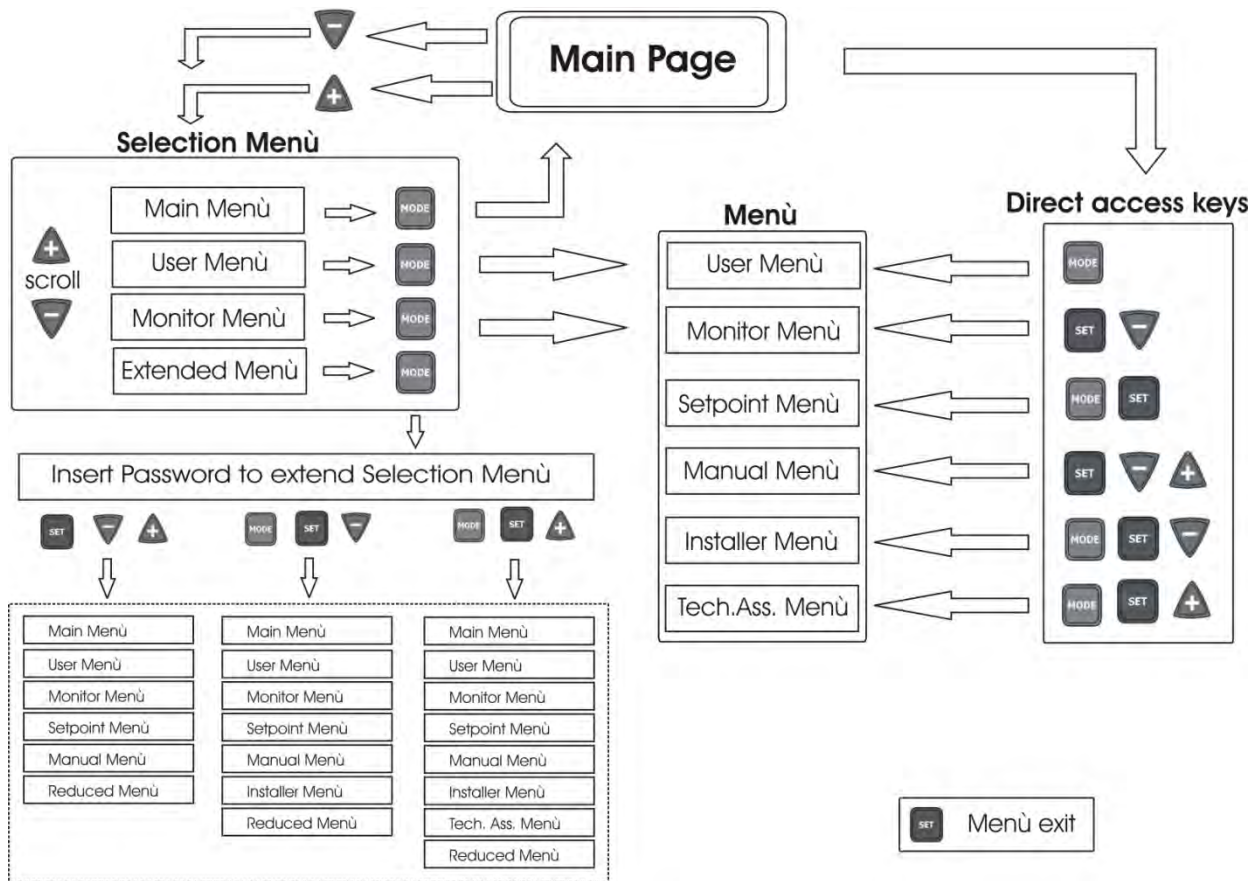 Main Page
−
+
Selection Menù
+
scroll
−
Main Menù
MODE
User Menù
MODE
Monitor Menù
MODE
Extended Menù
MODE
Insert Password to extend Selection Menù
SET − +
MODE SET −
MODE SET +
Main Menù
User Menù
Monitor Menù
Setpoint Menù
Manual Menù
Reduced Menù
Main Menù
User Menù
Monitor Menù
Setpoint Menù
Manual Menù
Installer Menù
Reduced Menù
Main Menù
User Menù
Monitor Menù
Setpoint Menù
Manual Menù
Installer Menù
Tech. Ass. Menù
Reduced Menù
Menù
User Menù
Monitor Menù
Setpoint Menù
Manual Menù
Installer Menù
Tech.Ass. Menù
Direct access keys
MODE
SET −
MODE SET
SET − +
MODE SET −
MODE SET +
SET Menù exit